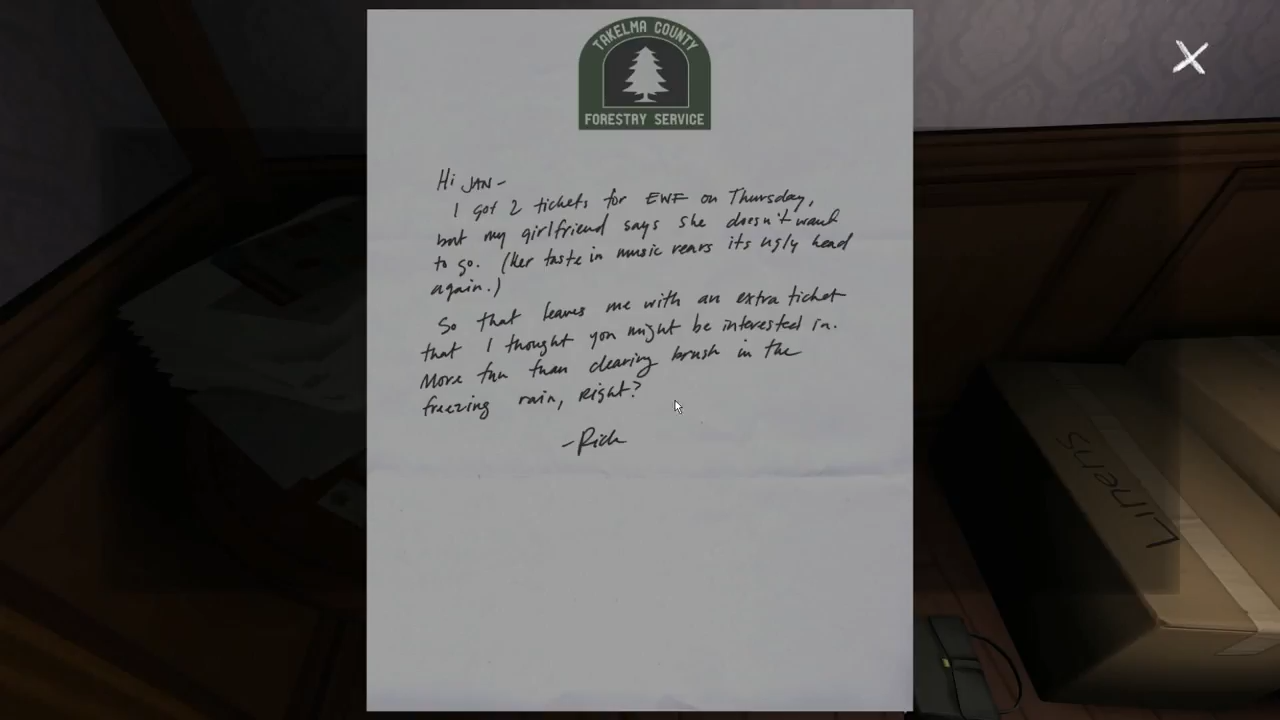 TAKELMA COUNTY
FORESTRY SERVICE
Hi JAN-
I got 2 tickets for EWF on Thursday,
but my girlfriend says she doesn't want
to go. (Her taste in music rears its ugly head
again.)
So that leaves me with an extra ticket
that I thought you might be interested in.
More fun than clearing brush in the
freezing rain, right?
-Rich
Linens